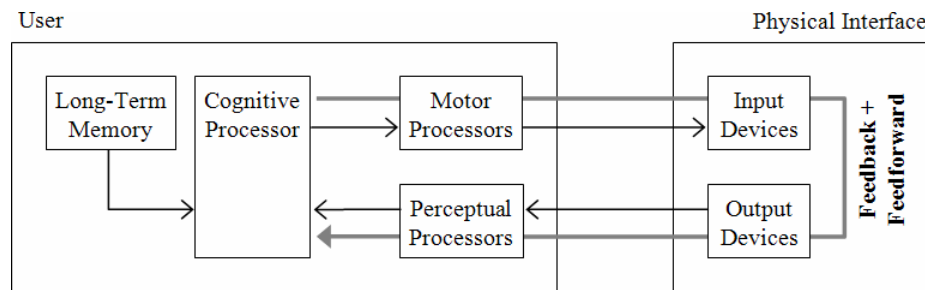 User
Physical Interface
Long-Term
Memory
Cognitive
Processor
Motor
Processors
Input
Devices
Feedback +
Feedforward
Perceptual
Processors
Output
Devices